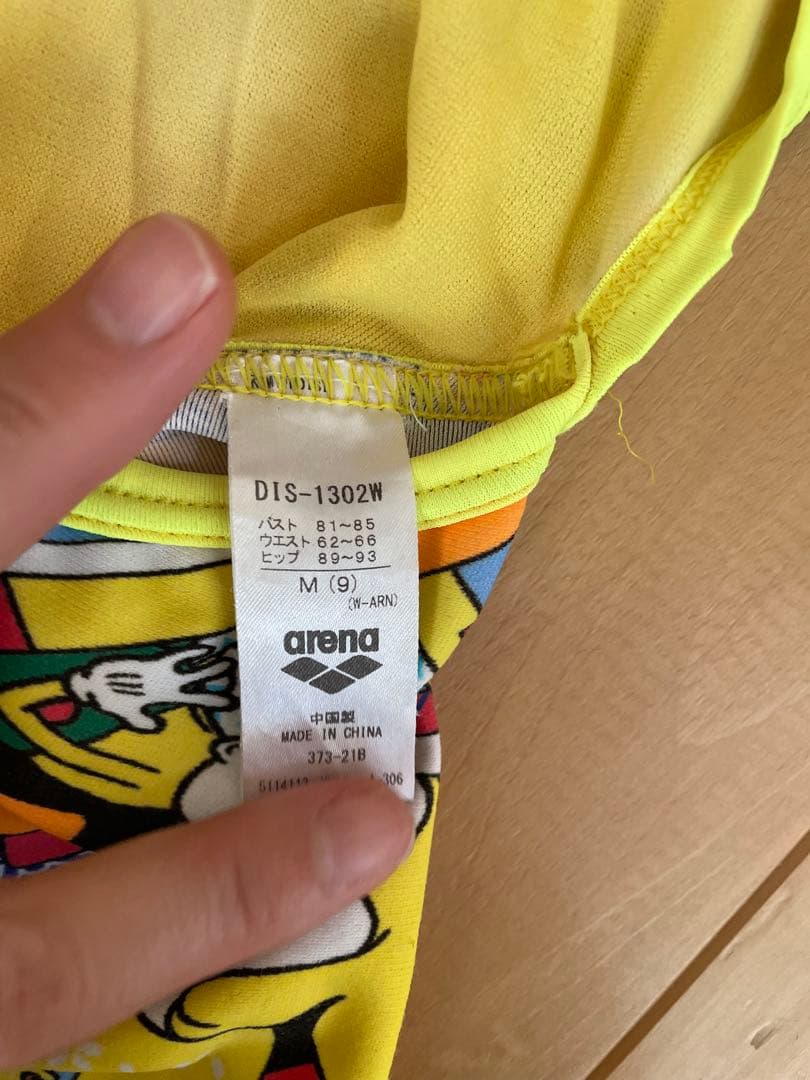 DIS-1302W
バスト 81~85
ウエスト 62~66
ヒップ 89~93
M (9)
(W-ARN)
arena
中国製
MADE IN CHINA
373-21B
306